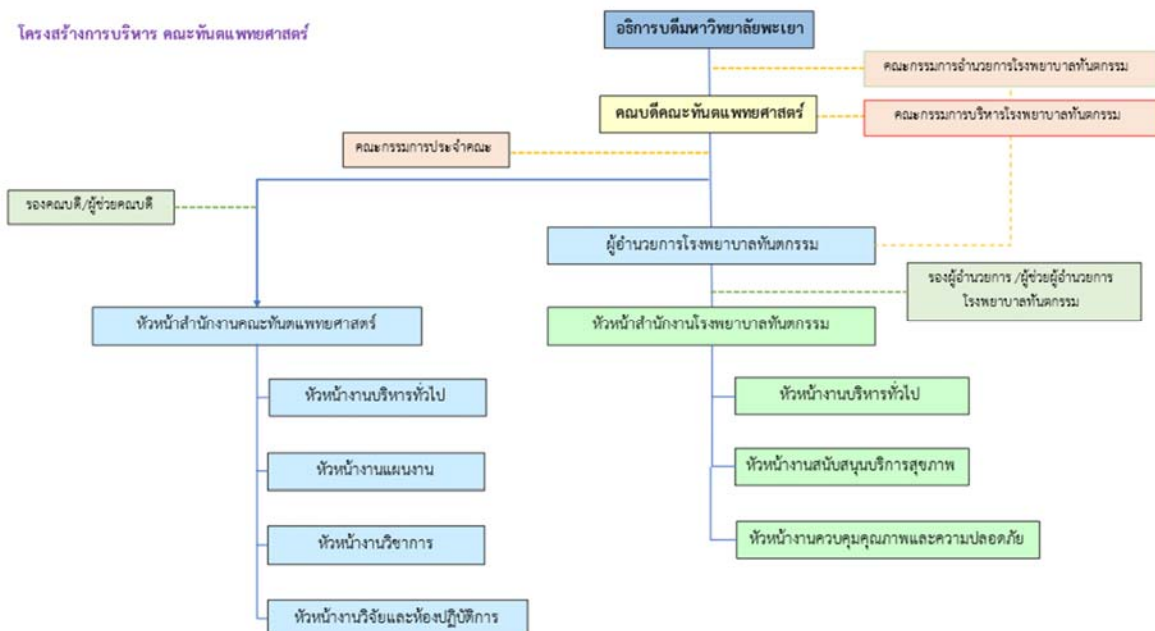 โครงสร้างการบริหาร คณะทันตแพทยศาสตร์
อธิการบดีมหาวิทยาลัยพะเยา
คณะกรรมการอำนวยการโรงพยาบาลทันตกรรม
คณบดีคณะทันตแพทยศาสตร์
คณะกรรมการบริหารโรงพยาบาลทันตกรรม
คณะกรรมการประจำคณะ
รองคณบดี/ผู้ช่วยคณบดี
ผู้อำนวยการโรงพยาบาลทันตกรรม
รองผู้อำนวยการ /ผู้ช่วยผู้อำนวยการ
โรงพยาบาลทันตกรรม
หัวหน้าสำนักงานคณะทันตแพทยศาสตร์
หัวหน้าสำนักงานโรงพยาบาลทันตกรรม
หัวหน้างานบริหารทั่วไป
หัวหน้างานแผนงาน
หัวหน้างานวิชาการ
หัวหน้างานวิจัยและห้องปฏิบัติการ
หัวหน้างานบริหารทั่วไป
หัวหน้างานสนับสนุนบริการสุขภาพ
หัวหน้างานควบคุมคุณภาพและความปลอดภัย